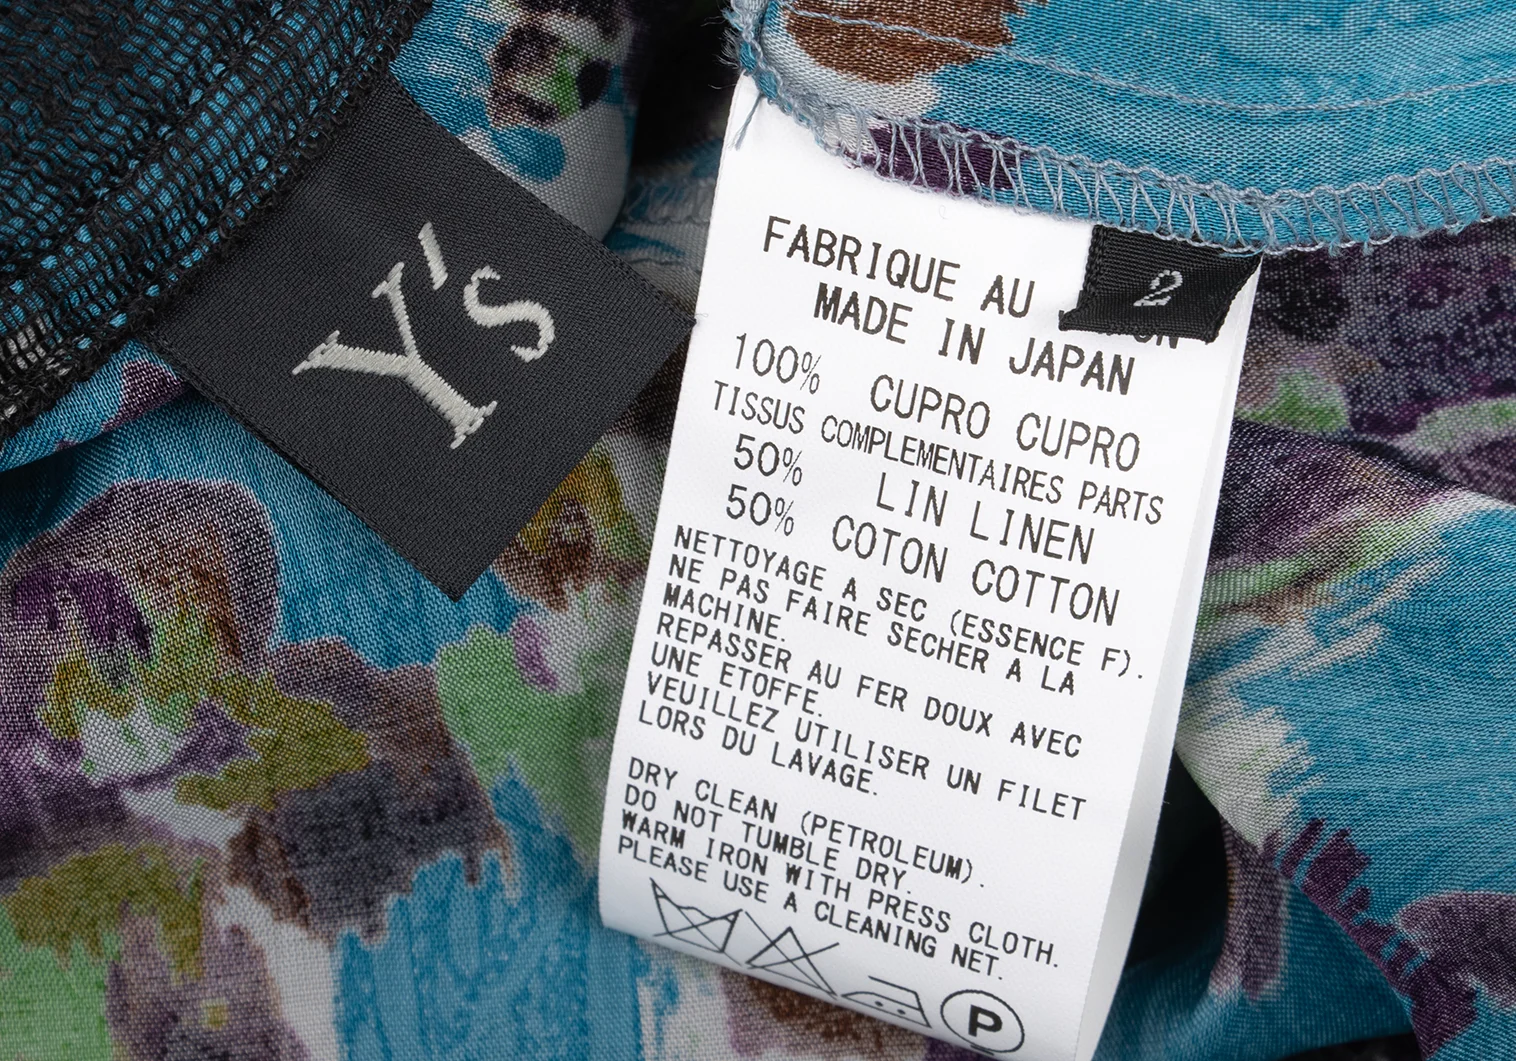 Y's
2
FABRIQUE AU
MADE IN JAPAN
100% CUPRO CUPRO
TISSUS COMPLEMENTAIRES PARTS
50% LIN LINEN
50% COTON COTTON
NETTOYAGE A SEC (ESSENCE F).
NE PAS FAIRE SECHER A LA
MACHINE.
REPASSER AU FER DOUX AVEC
UNE ETOFFE.
VEUILLEZ UTILISER UN FILET
LORS DU LAVAGE.
DRY CLEAN (PETROLEUM).
DO NOT TUMBLE DRY.
WARM IRON WITH PRESS CLOTH.
PLEASE USE A CLEANING NET.
P